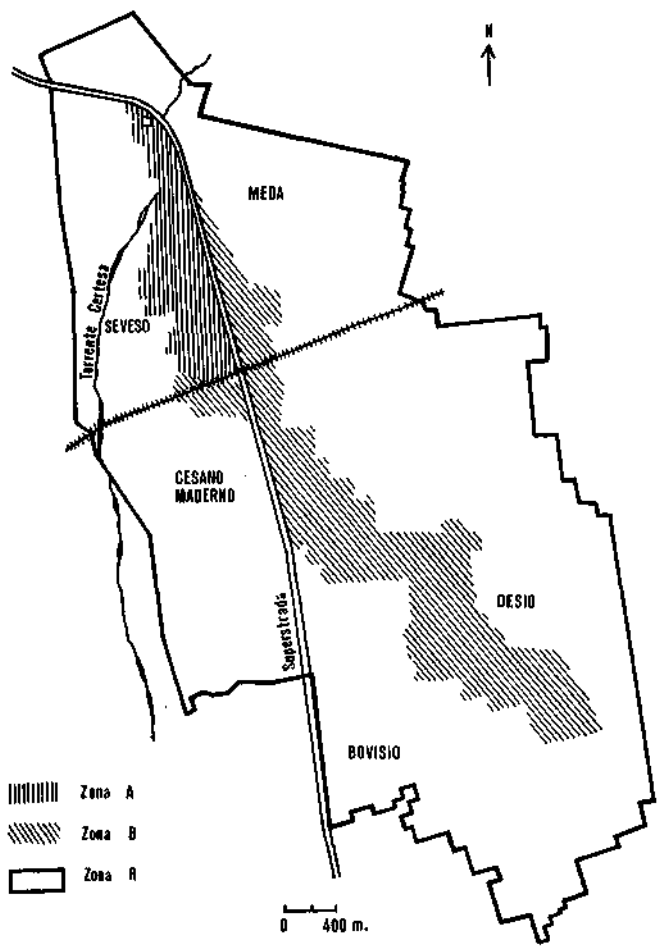 N
MEDA
Torrente Certesa
SEVESO
CESANO
MADERNO
Superstrada
DESIO
BOVISIO
Zona A
Zona B
Zona R
0 400 m.